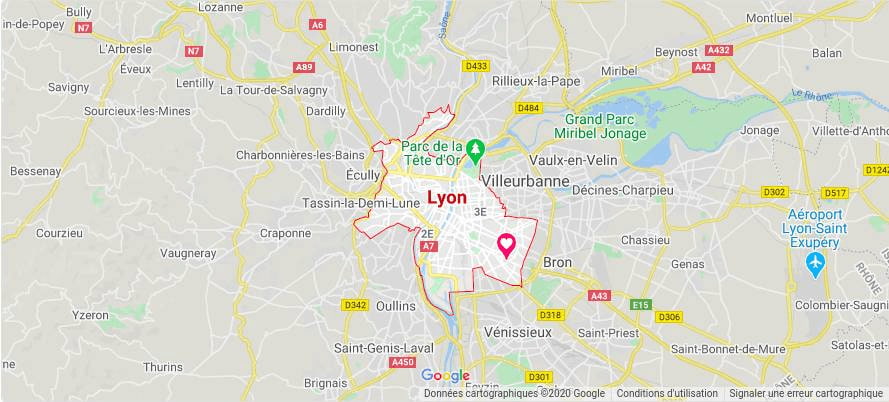 Bully
Lozanne
Montluel
in-de-Popey
N7
A6
Saône
L'Arbresle
N7
Limonest
Beynost
A432
Éveux
A89
D433
Miribel
A42
Balan
Savigny
Lentilly
La Tour-de-Salvagny
Rillieux-la-Pape
Le Rhône
Sourcieux-les-Mines
Dardilly
D484
Grand Parc
Miribel Jonage
Jonage
Villette-d'Antho
Parc de la
Tête d'Or
Charbonnières-les-Bains
Vaulx-en-Velin
Bessenay
Écully
Villeurbanne
D124
Décines-Charpieu
D302
D517
Tassin-la-Demi-Lune
Lyon
3E
Aéroport
Lyon-Saint
Exupéry
Courzieu
Craponne
2E
A7
Chassieu
Vaugneray
Bron
Genas
RHÔNE
ISÈ
RHÔNE
A43
E15
Colombier-Saugni
Yzeron
D342
Oullins
D318
D306
Vénissieux
Saint-Priest
Saint-Genis-Laval
Saint-Bonnet-de-Mure
Satolas-et
Thurins
A450
Brignais
Google
Feyzin
D301
Données cartographiques ©2020 Google
Conditions d'utilisation
Signaler une erreur cartographique